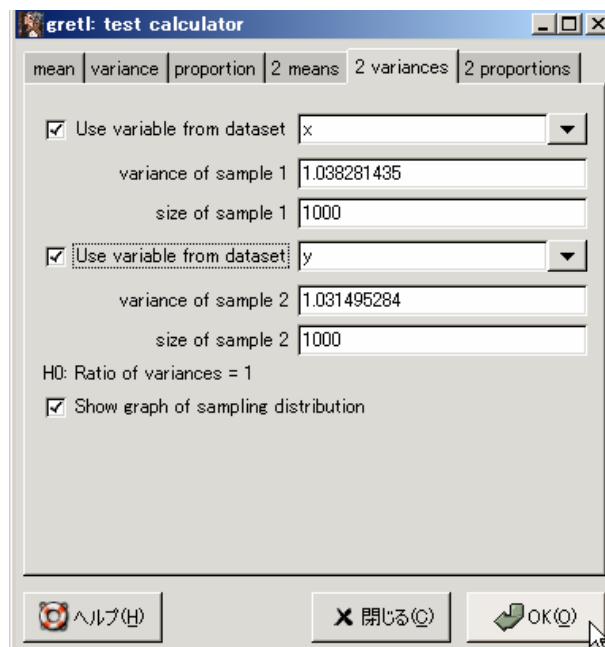 gretl: test calculator
mean variance proportion 2 means 2 variances 2 proportions
Use variable from dataset x
variance of sample 1 1.038281435
size of sample 1 1000
Use variable from dataset y
variance of sample 2 1.031495284
size of sample 2 1000
H0: Ratio of variances = 1
Show graph of sampling distribution
ヘルプ(H) 閉じる(C) OK(O)